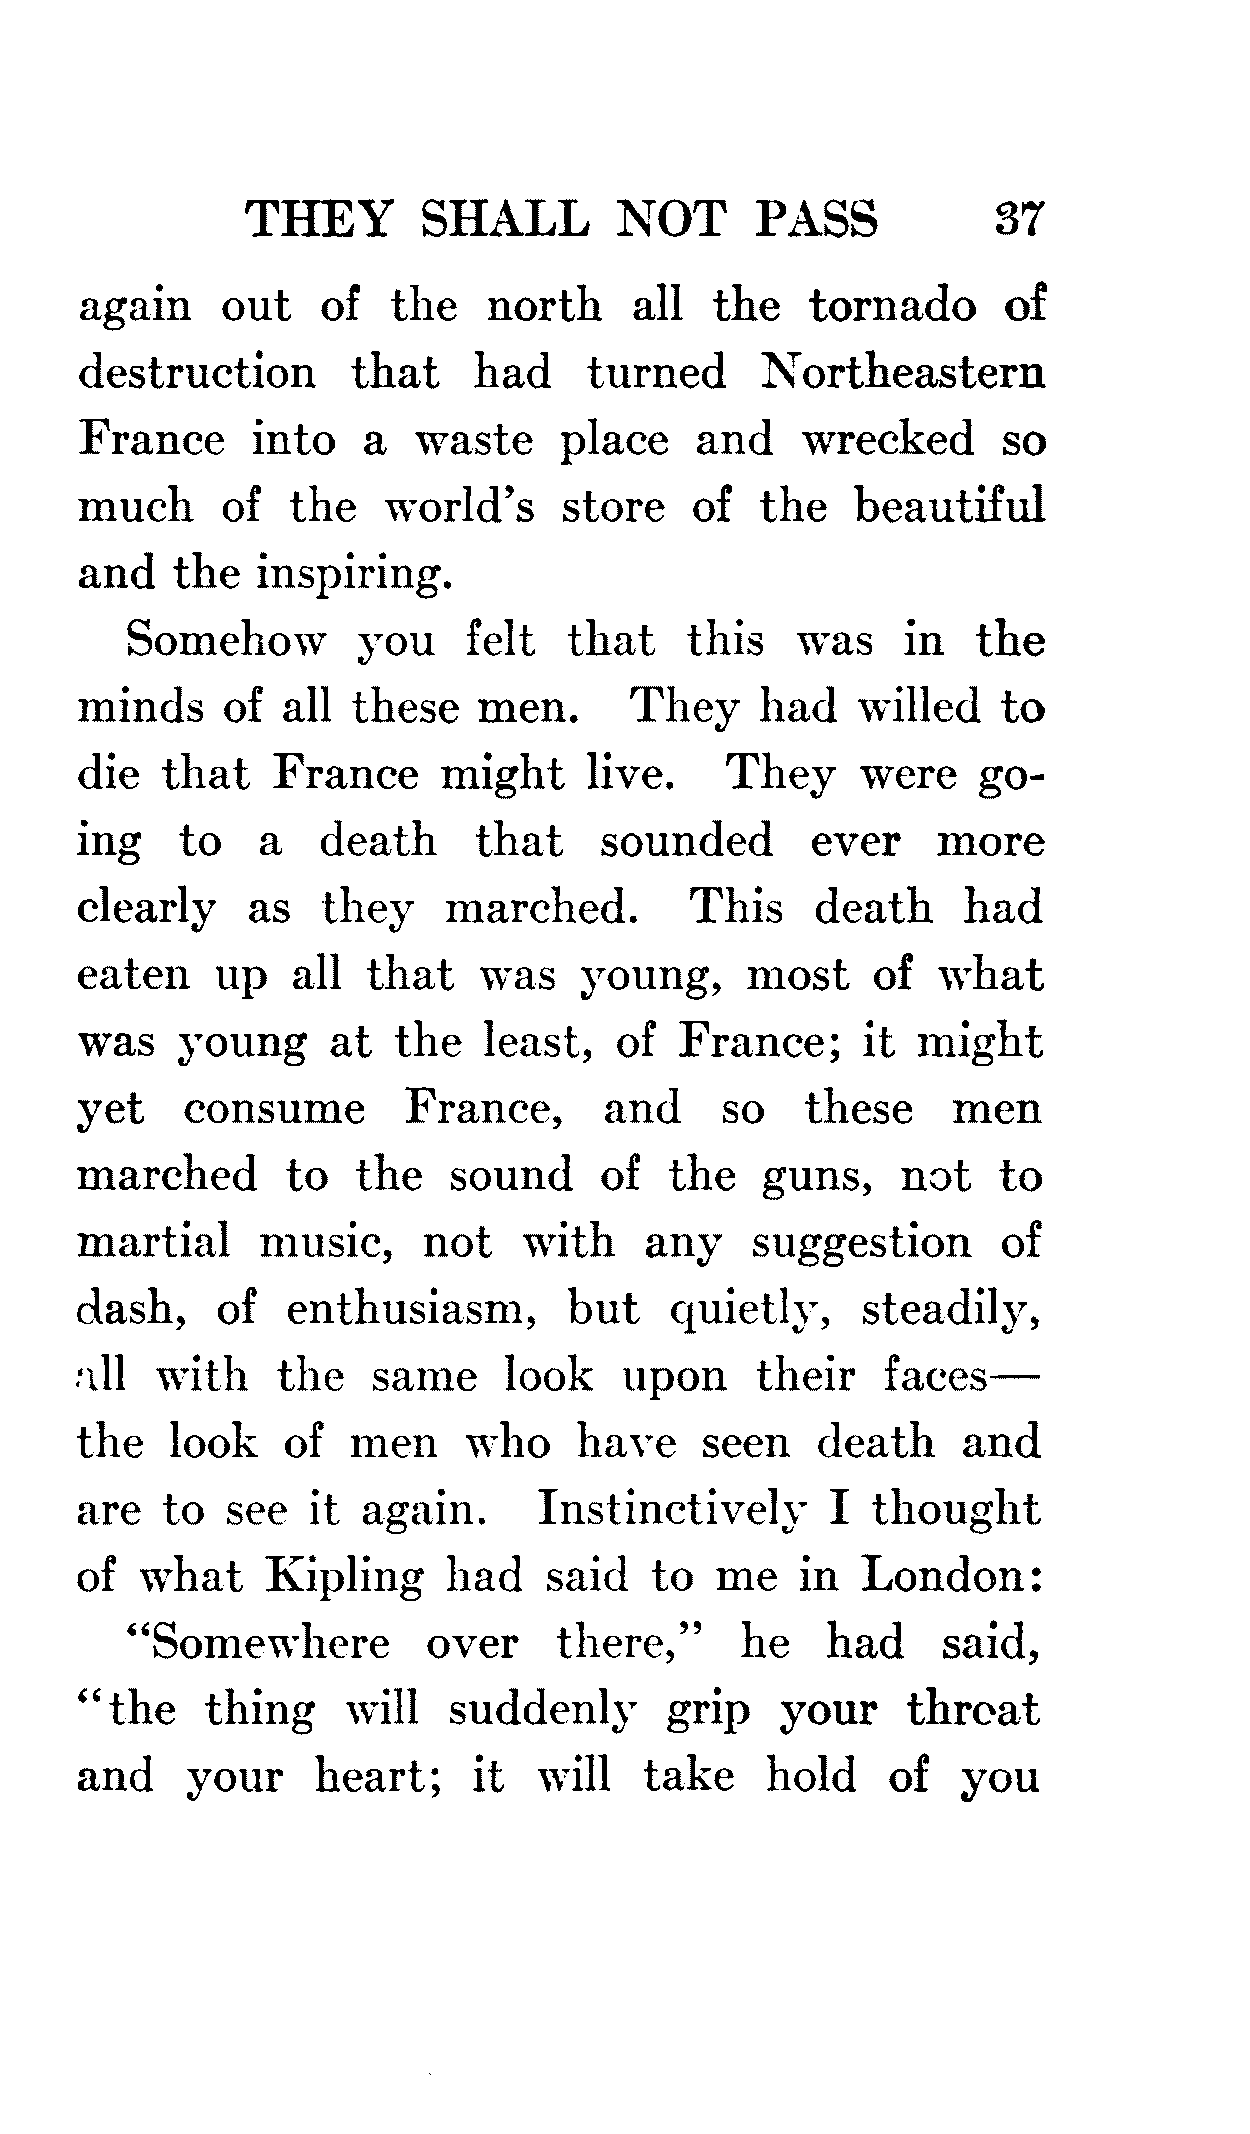 THEY SHALL NOT PASS 37
again out of the north all the tornado of
destruction that had turned Northeastern
France into a waste place and wrecked so
much of the world's store of the beautiful
and the inspiring.
Somehow you felt that this was in the
minds of all these men. They had willed to
die that France might live. They were go-
ing to a death that sounded ever more
clearly as they marched. This death had
eaten up all that was young, most of what
was young at the least, of France; it might
yet consume France, and so these men
marched to the sound of the guns, not to
martial music, not with any suggestion of
dash, of enthusiasm, but quietly, steadily,
all with the same look upon their faces—
the look of men who have seen death and
are to see it again. Instinctively I thought
of what Kipling had said to me in London:
"Somewhere over there," he had said,
"the thing will suddenly grip your throat
and your heart; it will take hold of you